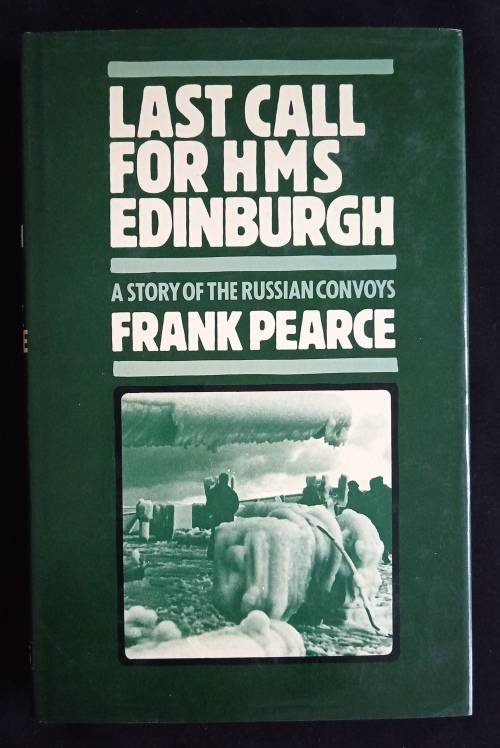 LAST CALL
FOR HMS
EDINBURGH
A STORY OF THE RUSSIAN CONVOYS
FRANK PEARCE